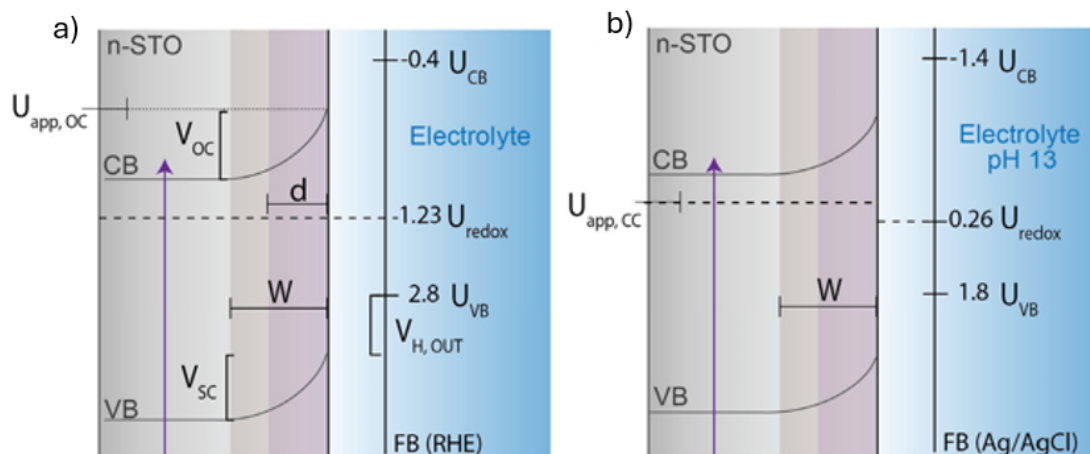 a)
n-STO
-0.4 U_CB
U_app, OC
V_OC
Electrolyte
CB
d
-1.23 U_redox
W
2.8 U_VB
V_H, OUT
V_SC
VB
FB (RHE)
b)
n-STO
-1.4 U_CB
Electrolyte
pH 13
CB
U_app, CC
-0.26 U_redox
W
1.8 U_VB
VB
FB (Ag/AgCl)